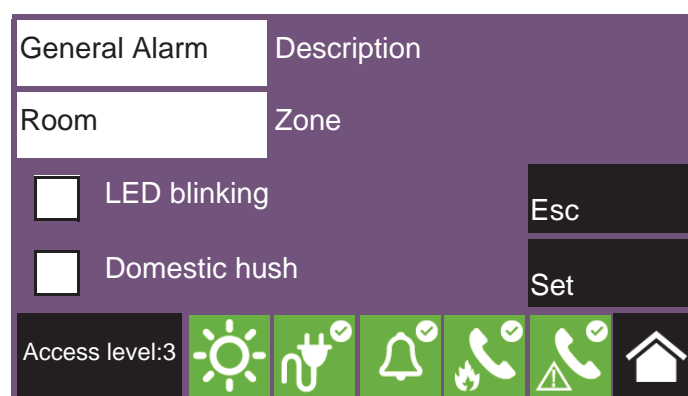 General Alarm Description
Room Zone
LED blinking
Esc
Domestic hush
Set
Access level:3